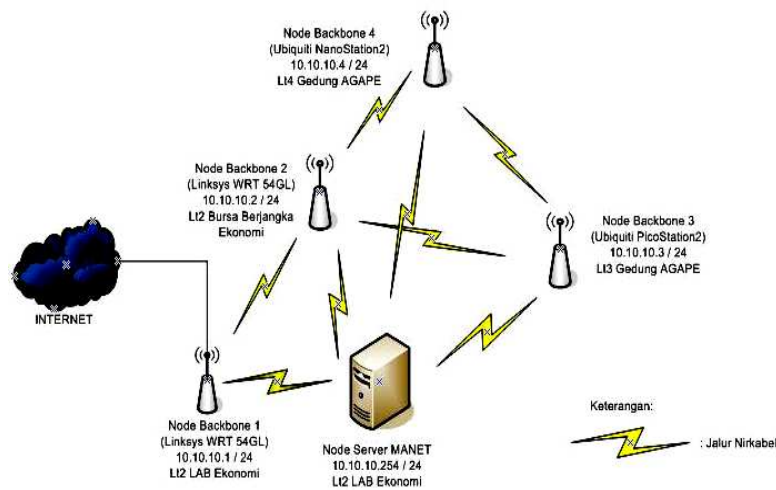 Node Backbone 4
(Ubiquiti NanoStation2)
10.10.10.4 / 24
Lt4 Gedung AGAPE
Node Backbone 2
(Linksys WRT 54GL)
10.10.10.2 / 24
Lt2 Bursa Berjangka
Ekonomi
Node Backbone 3
(Ubiquiti PicoStation2)
10.10.10.3 / 24
Lt3 Gedung AGAPE
INTERNET
Node Backbone 1
(Linksys WRT 54GL)
10.10.10.1 / 24
Lt2 LAB Ekonomi
Node Server MANET
10.10.10.254 / 24
Lt2 LAB Ekonomi
Keterangan:
: Jalur Nirkabel